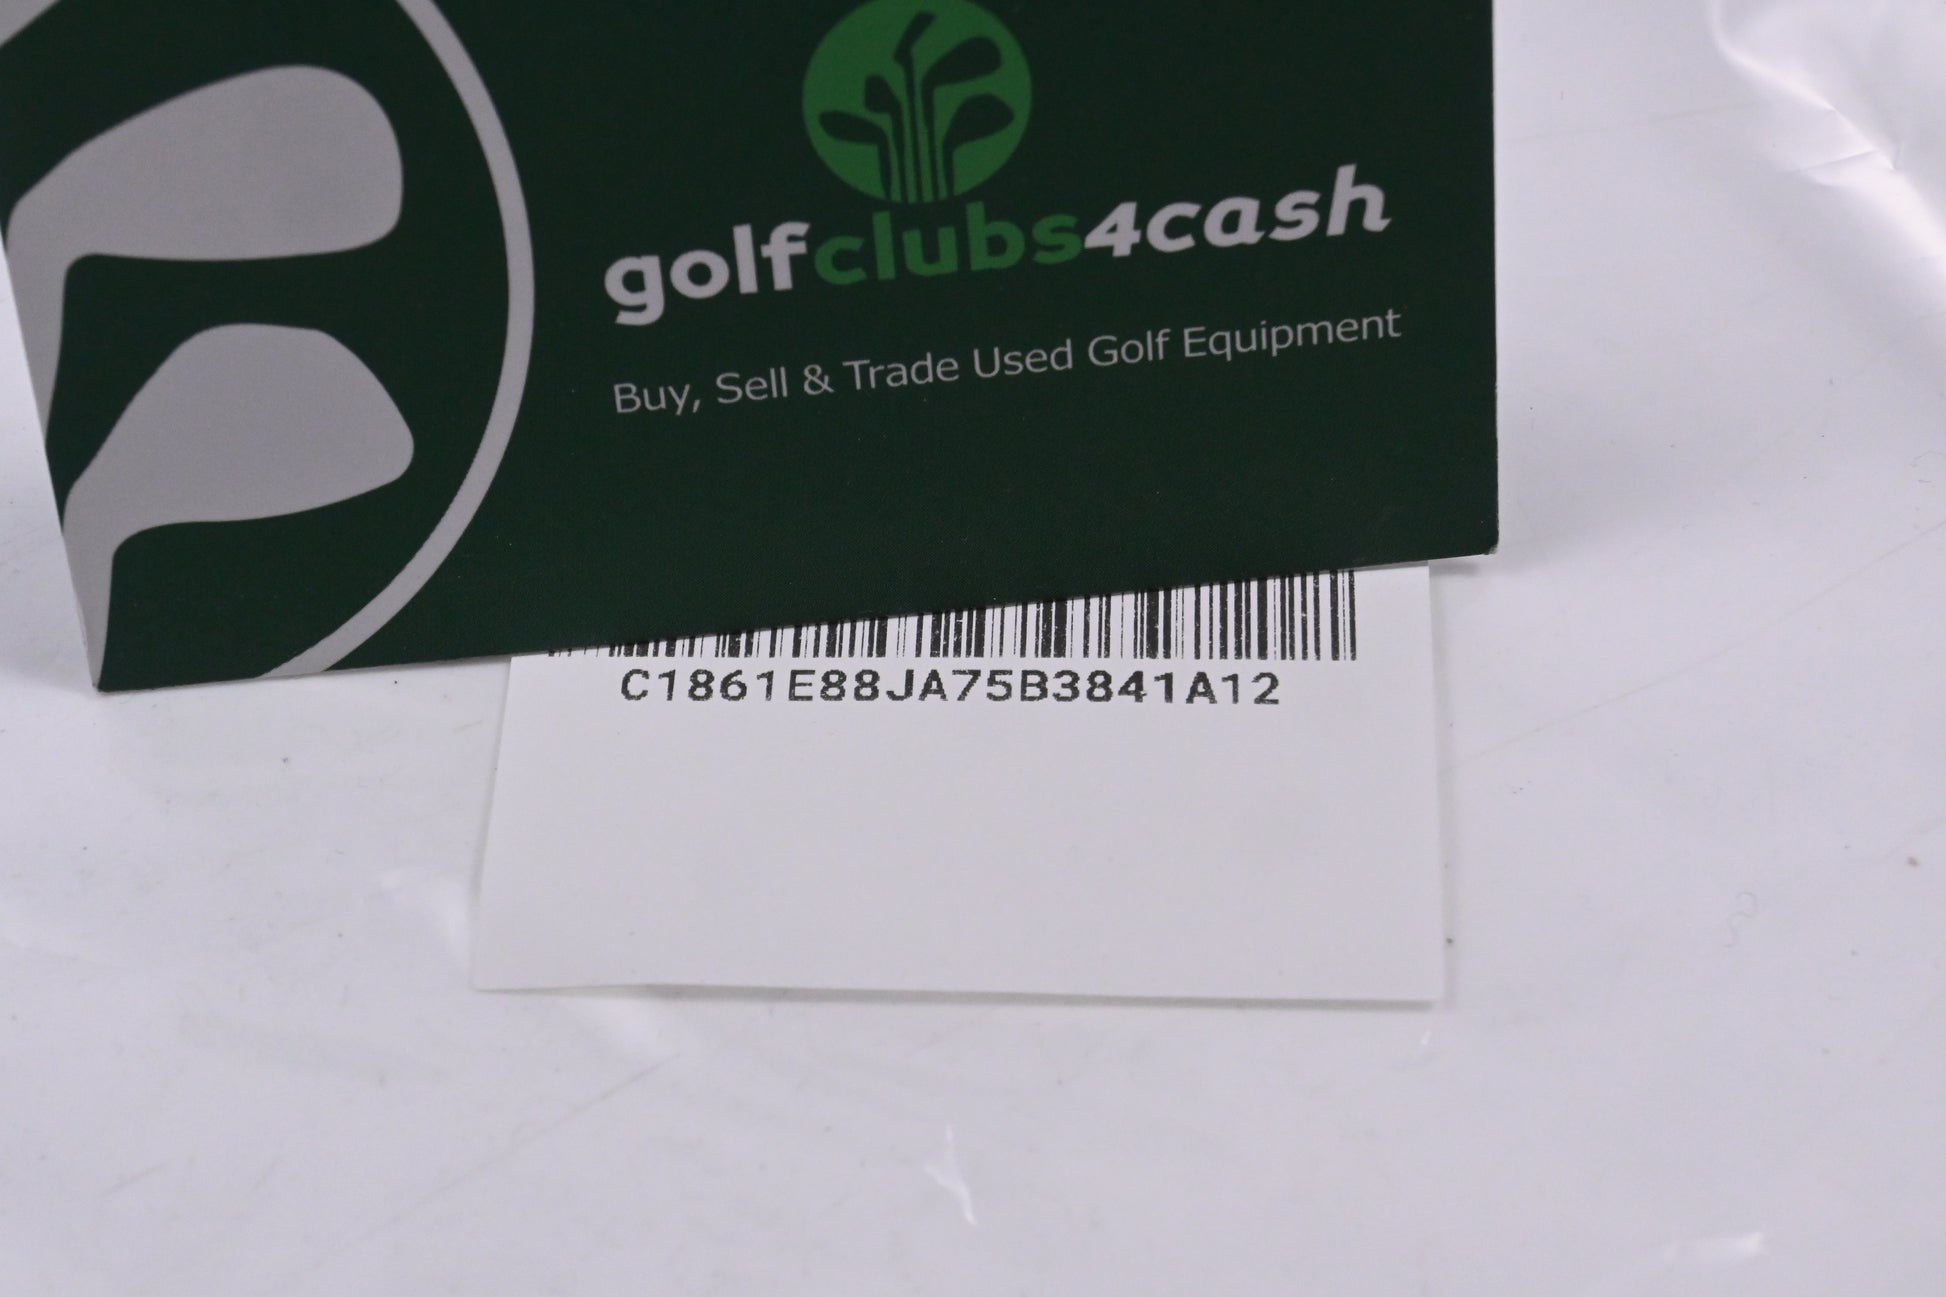 golfclubs4cash
Buy, Sell & Trade Used Golf Equipment
C1861E88JA75B3841A12